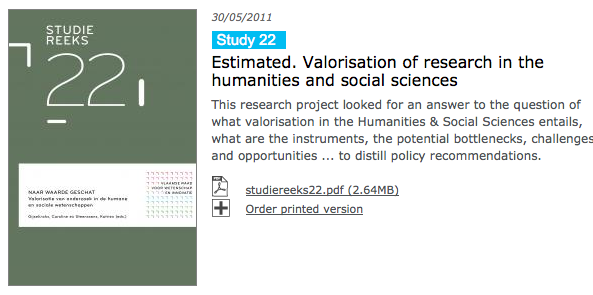 STUDIE
REEKS
22
NAAR WAARDE GESCHAT
Valorisatie van onderzoek in de humane
en sociale wetenschappen
VLAAMSE RAAD
VOOR WETENSCHAP
EN INNOVATIE
30/05/2011
Study 22
Estimated. Valorisation of research in the
humanities and social sciences
This research project looked for an answer to the question of
what valorisation in the Humanities & Social Sciences entails,
what are the instruments, the potential bottlenecks, challenges
and opportunities ... to distill policy recommendations.
studiereeks22.pdf (2.64MB)
Order printed version